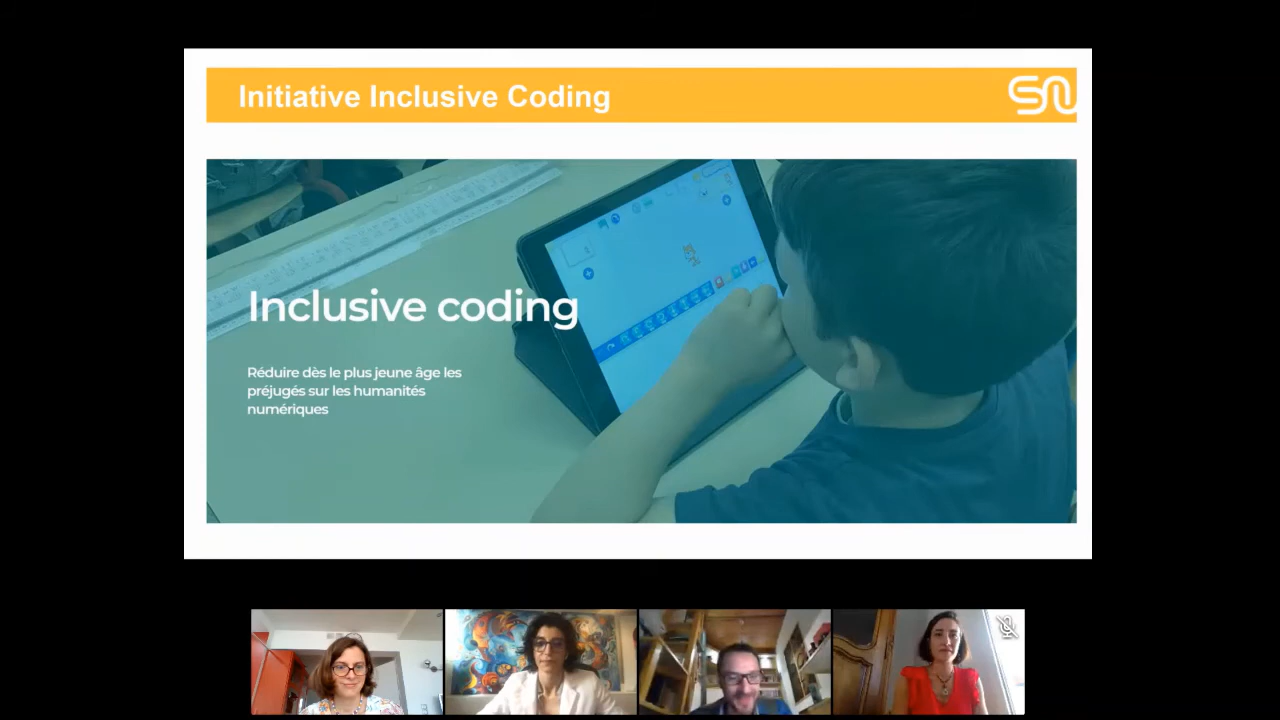 Initiative Inclusive Coding
Inclusive coding
Réduire dès le plus jeune âge les
préjugés sur les humanités
numériques